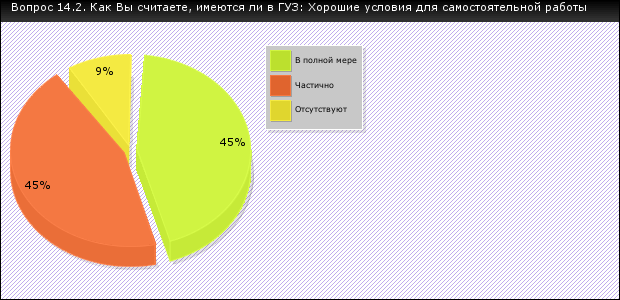 Вопрос 14.2. Как Вы считаете, имеются ли в ГУЗ: Хорошие условия для самостоятельной работы
9%
45%
45%
В полной мере
Частично
Отсутствуют